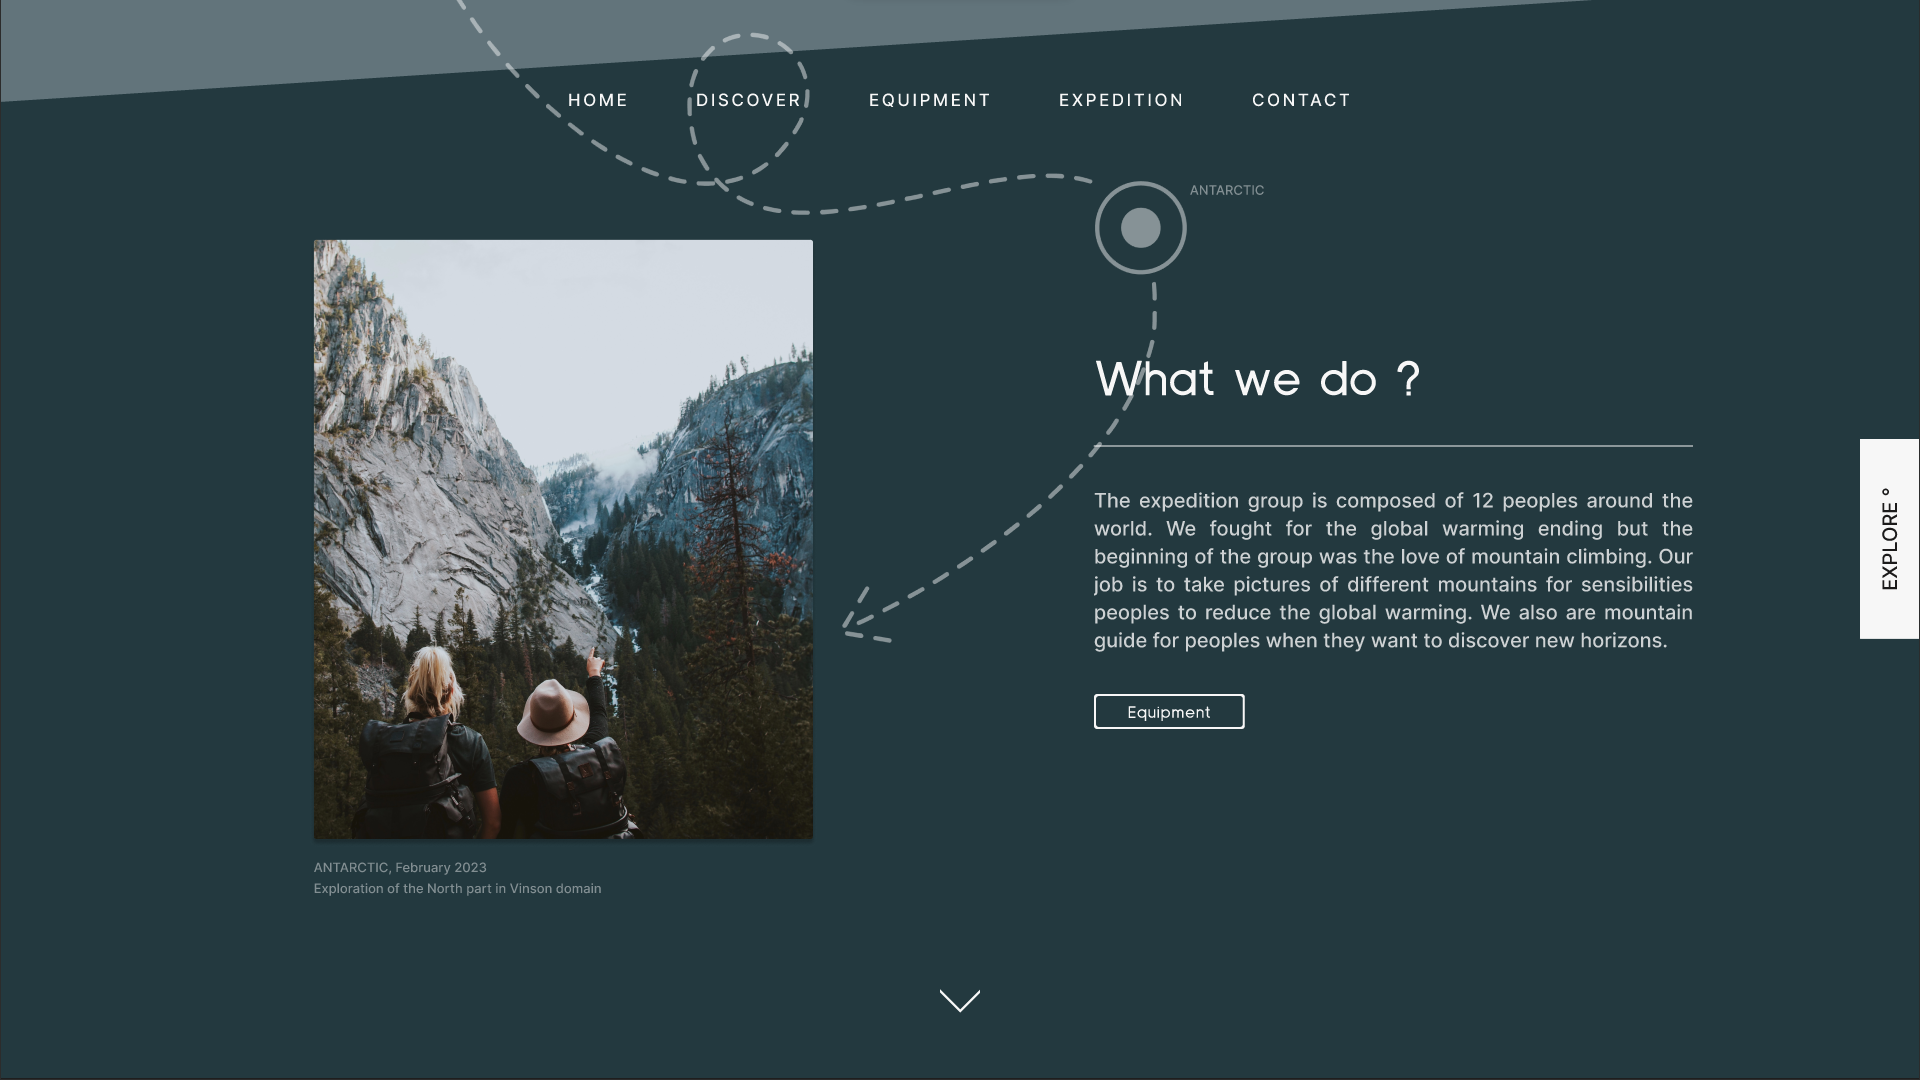 HOME DISCOVER EQUIPMENT EXPEDITION CONTACT
ANTARCTIC
What we do ?
The expedition group is composed of 12 peoples around the
world. We fought for the global warming ending but the
beginning of the group was the love of mountain climbing. Our
job is to take pictures of different mountains for sensibilities
peoples to reduce the global warming. We also are mountain
guide for peoples when they want to discover new horizons.
Equipment
EXPLORE °
ANTARCTIC, February 2023
Exploration of the North part in Vinson domain